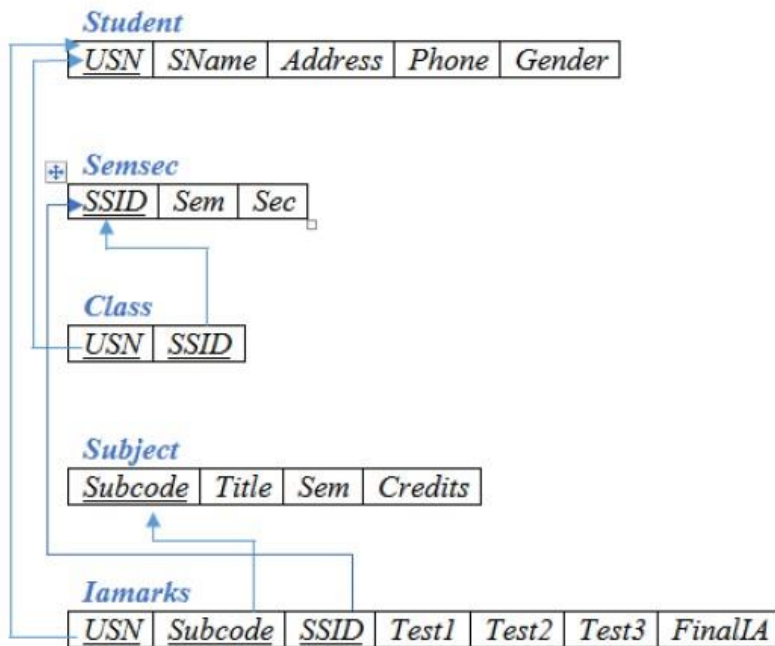 Student
USN SName Address Phone Gender
Semsec
SSID Sem Sec
Class
USN SSID
Subject
Subcode Title Sem Credits
Iamarks
USN Subcode SSID Test1 Test2 Test3 FinalIA